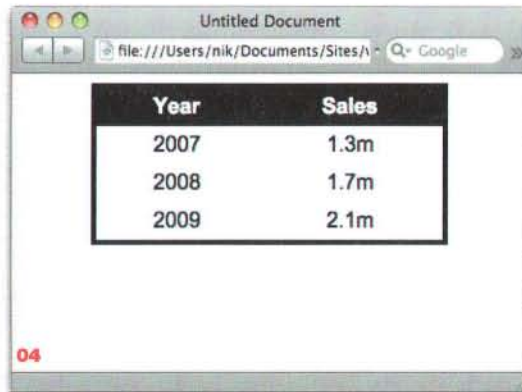 Untitled Document
file:///Users/nik/Documents/Sites/v
Google
Year Sales
2007 1.3m
2008 1.7m
2009 2.1m
04